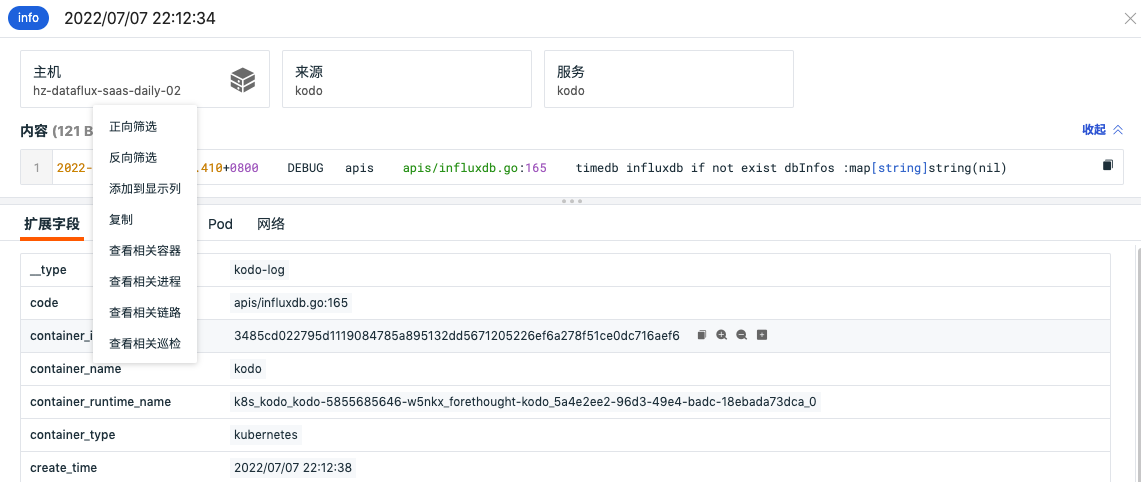 info 2022/07/07 22:12:34
主机
hz-dataflux-saas-daily-02
来源
kodo
服务
kodo
内容 (121 B
收起
1 2022- .410+0800 DEBUG apis apis/influxdb.go:165 timedb influxdb if not exist dbInfos :map[string]string(nil)
正向筛选
反向筛选
添加到显示列
复制
查看相关容器
查看相关进程
查看相关链路
查看相关巡检
扩展字段 Pod 网络
__type kodo-log
code apis/influxdb.go:165
container_i 3485cd022795d1119084785a895132dd5671205226ef6a278f51ce0dc716aef6
container_name kodo
container_runtime_name k8s_kodo_kodo-5855685646-w5nkx_forethought-kodo_5a4e2ee2-96d3-49e4-badc-18ebada73dca_0
container_type kubernetes
create_time 2022/07/07 22:12:38